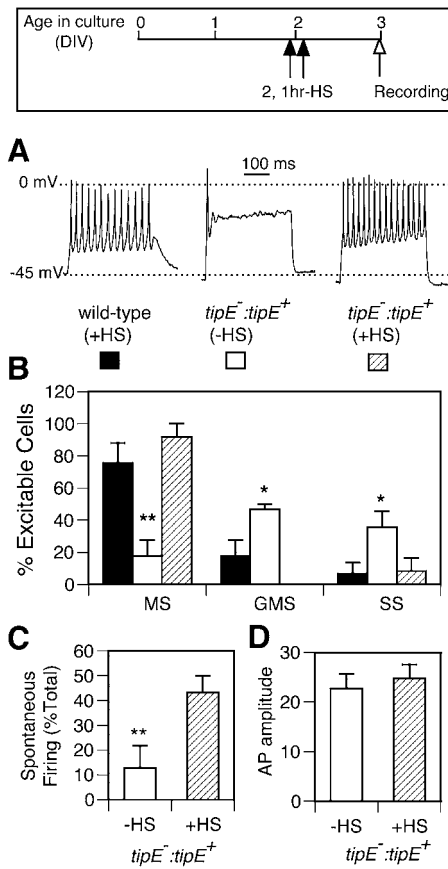 Age in culture (DIV) 0 1 2 3
2, 1hr-HS Recording
A
100 ms
0 mV
-45 mV
wild-type (+HS) tipE⁻:tipE⁺ (-HS) tipE⁻:tipE⁺ (+HS)
B
% Excitable Cells
120
100
80
60
40
20
0
** * *
MS GMS SS
C
Spontaneous Firing (%Total)
60
50
40
30
20
10
0
**
-HS +HS
tipE⁻:tipE⁺
D
AP amplitude
30
20
10
0
-HS +HS
tipE⁻:tipE⁺